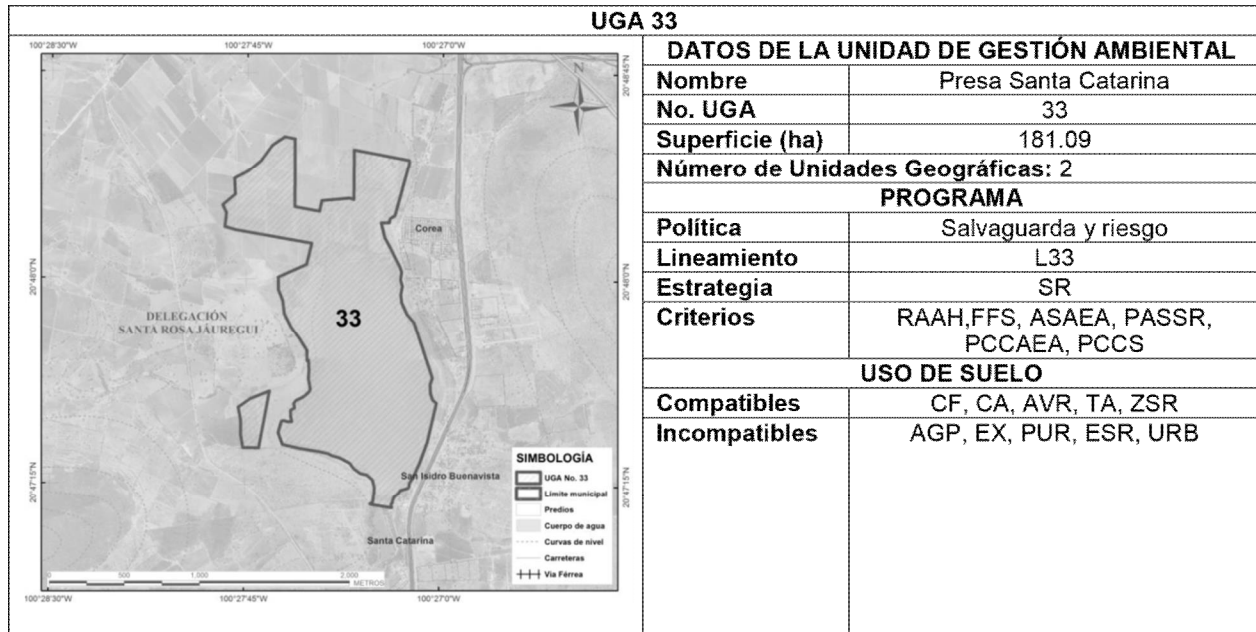 UGA 33
100°28'30"W 100°27'45"W 100°27'0"W
20°48'45"N
N
Corea
20°48'0"N 20°48'0"N
DELEGACIÓN
SANTA ROSA JÁUREGUI
33
San Isidro Buenavista
20°47'15"N 20°47'15"N
Santa Catarina
SIMBOLOGÍA
UGA No. 33
Límite municipal
Predios
Cuerpo de agua
Curvas de nivel
Carreteras
Vía Férrea
0 500 1,000 2,000
METROS
100°28'30"W 100°27'45"W 100°27'0"W
DATOS DE LA UNIDAD DE GESTIÓN AMBIENTAL
Nombre Presa Santa Catarina
No. UGA 33
Superficie (ha) 181.09
Número de Unidades Geográficas: 2
PROGRAMA
Política Salvaguarda y riesgo
Lineamiento L33
Estrategia SR
Criterios RAAH,FFS, ASAEA, PASSR,
PCCAEA, PCCS
USO DE SUELO
Compatibles CF, CA, AVR, TA, ZSR
Incompatibles AGP, EX, PUR, ESR, URB